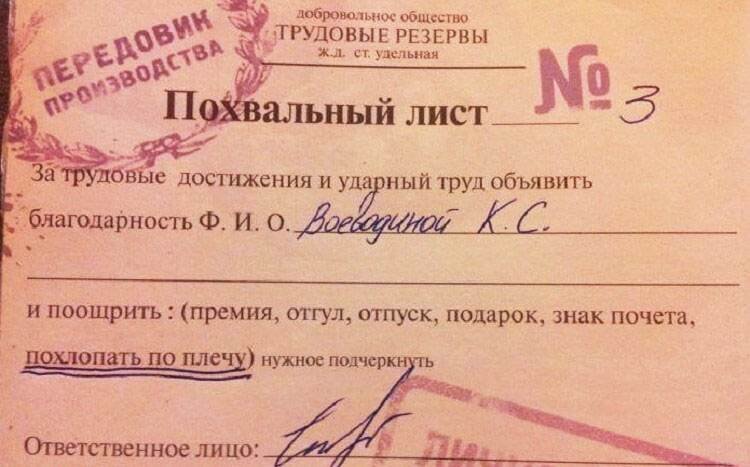 добровольное общество
ТРУДОВЫЕ РЕЗЕРВЫ
ж.д. ст. удельная
ПЕРЕДОВИК
ПРОИЗВОДСТВА
Похвальный лист № 3
За трудовые достижения и ударный труд объявить
благодарность Ф. И. О. Воеводиной К. С.
и поощрить : (премия, отгул, отпуск, подарок, знак почета,
похлопать по плечу) нужное подчеркнуть
Ответственное лицо: